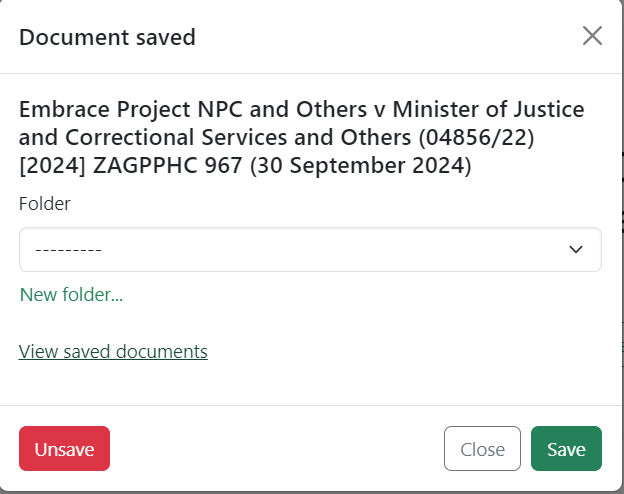 Document saved
Embrace Project NPC and Others v Minister of Justice
and Correctional Services and Others (04856/22)
[2024] ZAGPPHC 967 (30 September 2024)
Folder
---------
New folder...
View saved documents
Unsave
Close
Save